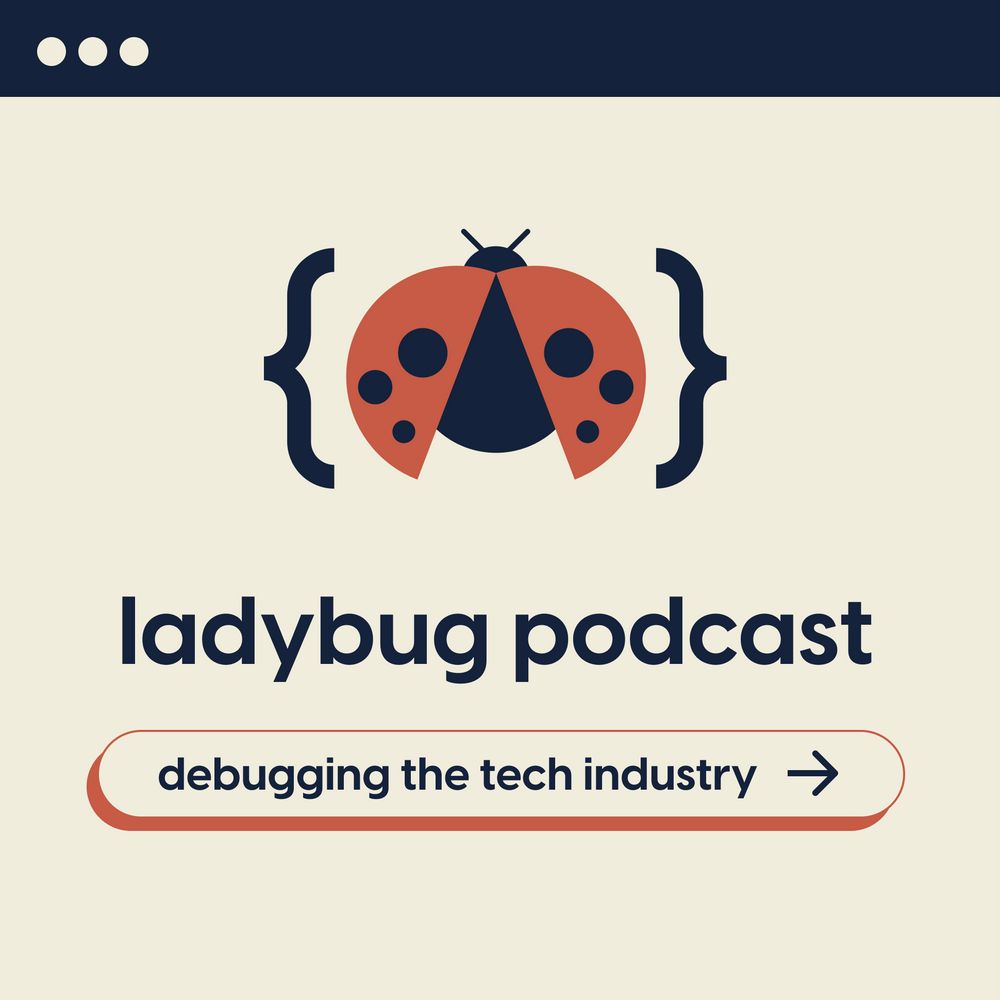 { }
ladybug podcast
debugging the tech industry →